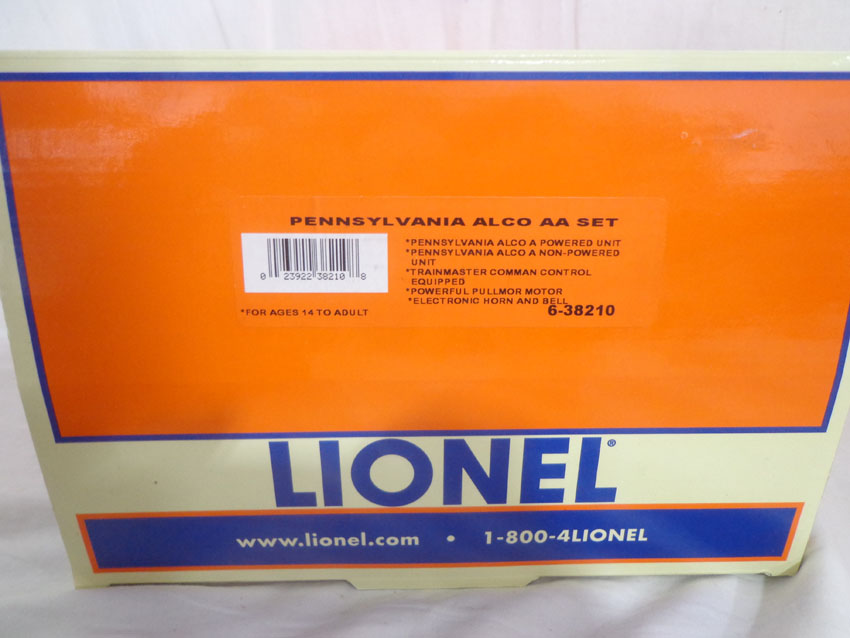 PENNSYLVANIA ALCO AA SET
*PENNSYLVANIA ALCO A POWERED UNIT
*PENNSYLVANIA ALCO A NON-POWERED
UNIT
*TRAINMASTER COMMAN CONTROL
EQUIPPED
*POWERFUL PULLMOR MOTOR
*ELECTRONIC HORN AND BELL
0 23922 38210 8
*FOR AGES 14 TO ADULT
6-38210
LIONEL®
www.lionel.com • 1-800-4LIONEL